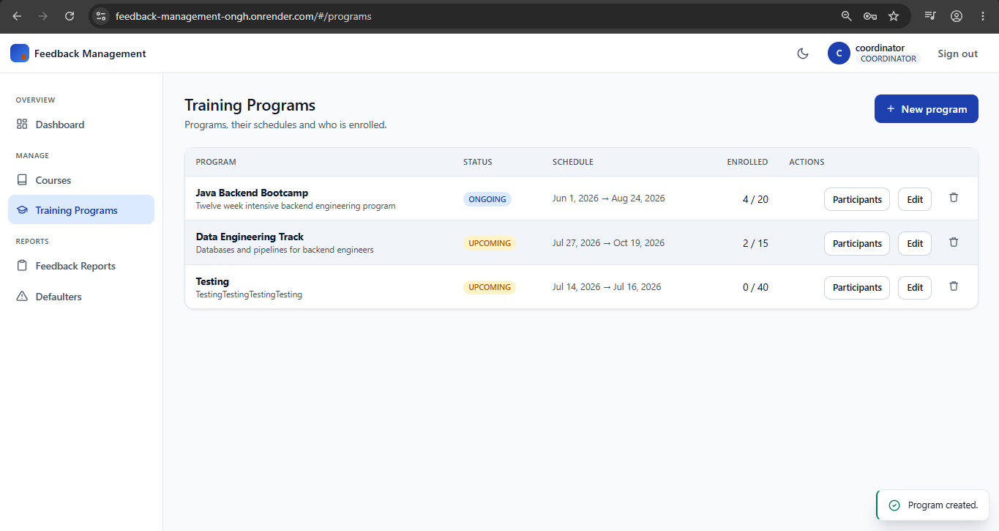 feedback-management-ongh.onrender.com/#/programs
Feedback Management
C
coordinator
COORDINATOR
Sign out
OVERVIEW
Dashboard
MANAGE
Courses
Training Programs
REPORTS
Feedback Reports
Defaulters
Training Programs
Programs, their schedules and who is enrolled.
+ New program
PROGRAM STATUS SCHEDULE ENROLLED ACTIONS
Java Backend Bootcamp
Twelve week intensive backend engineering program
ONGOING
Jun 1, 2026 → Aug 24, 2026
4 / 20
Participants
Edit
Data Engineering Track
Databases and pipelines for backend engineers
UPCOMING
Jul 27, 2026 → Oct 19, 2026
2 / 15
Participants
Edit
Testing
TestingTestingTestingTesting
UPCOMING
Jul 14, 2026 → Jul 16, 2026
0 / 40
Participants
Edit
Program created.